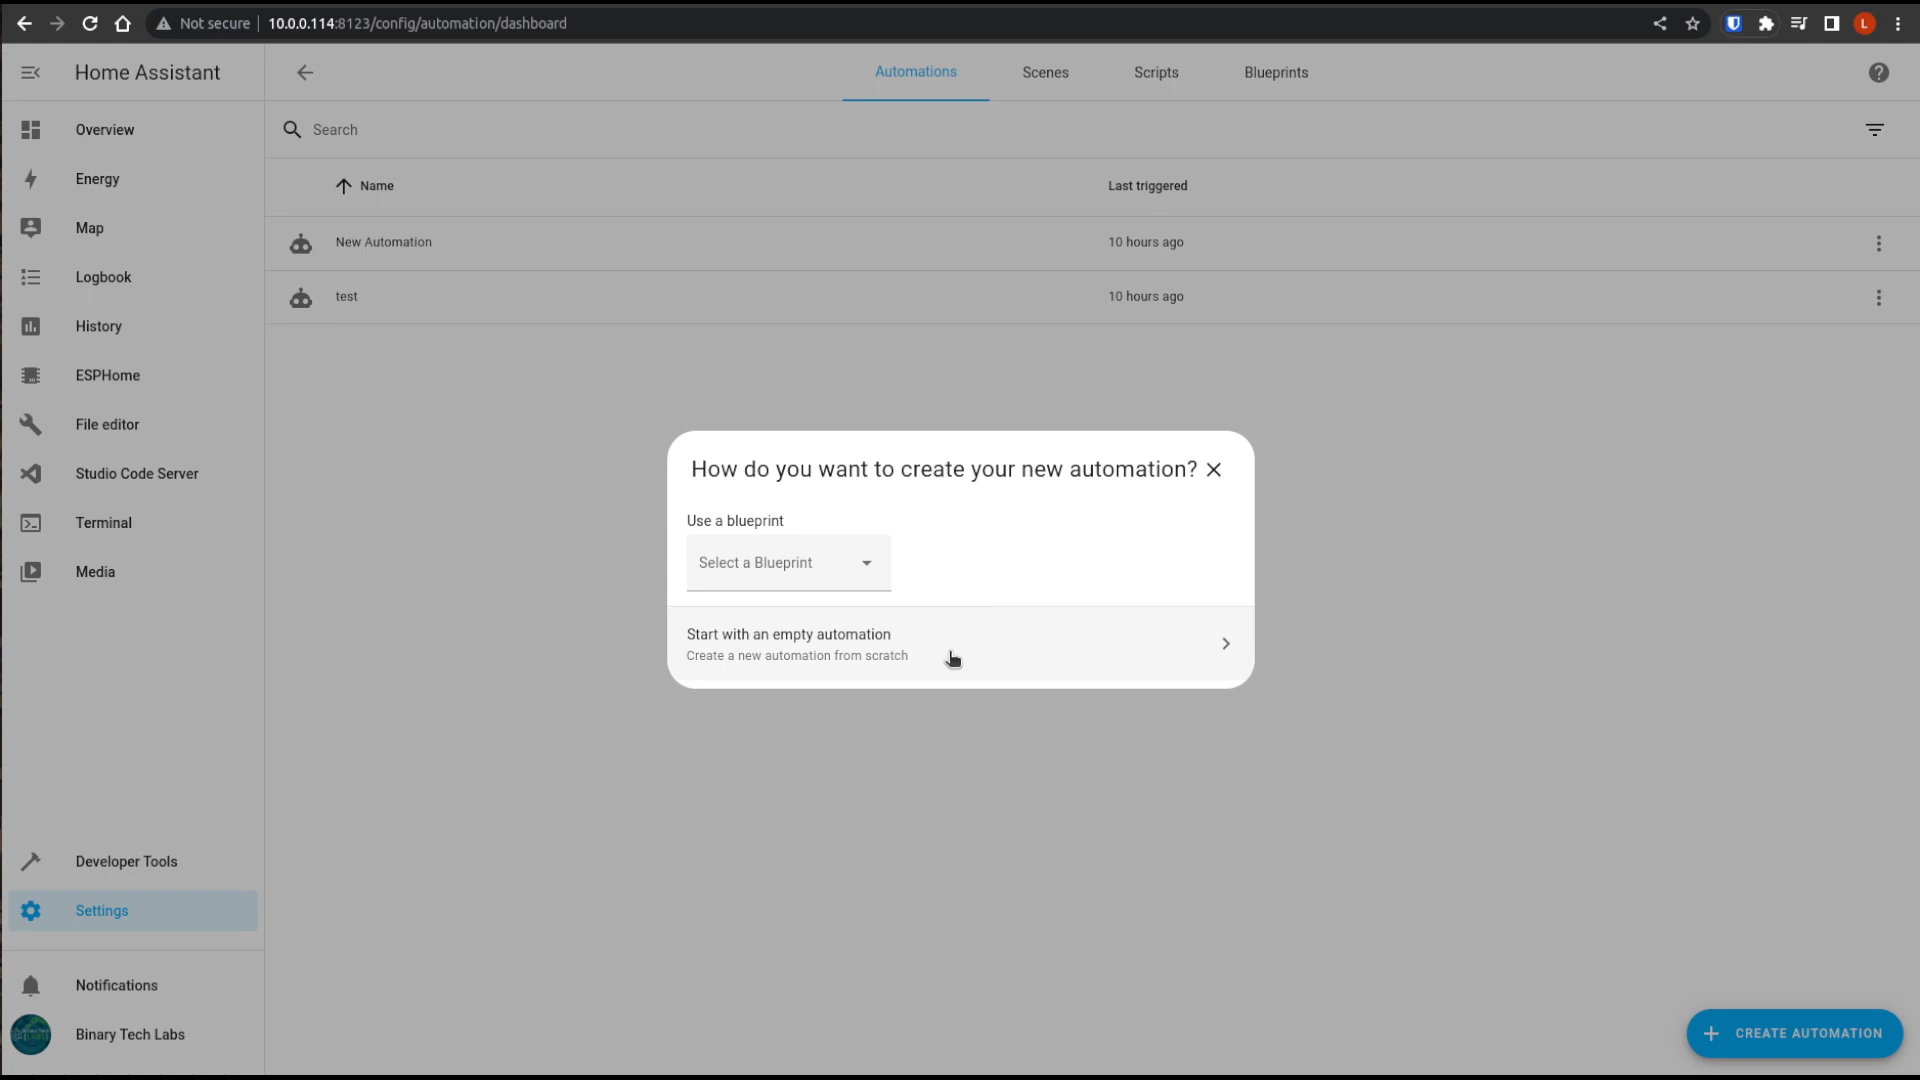 Not secure 10.0.0.114:8123/config/automation/dashboard
L
Home Assistant
Automations Scenes Scripts Blueprints
Overview
Energy
Map
Logbook
History
ESPHome
File editor
Studio Code Server
Terminal
Media
Developer Tools
Settings
Notifications
Binary Tech Labs
Search
Name Last triggered
New Automation 10 hours ago
test 10 hours ago
How do you want to create your new automation?
Use a blueprint
Select a Blueprint
Start with an empty automation
Create a new automation from scratch
CREATE AUTOMATION